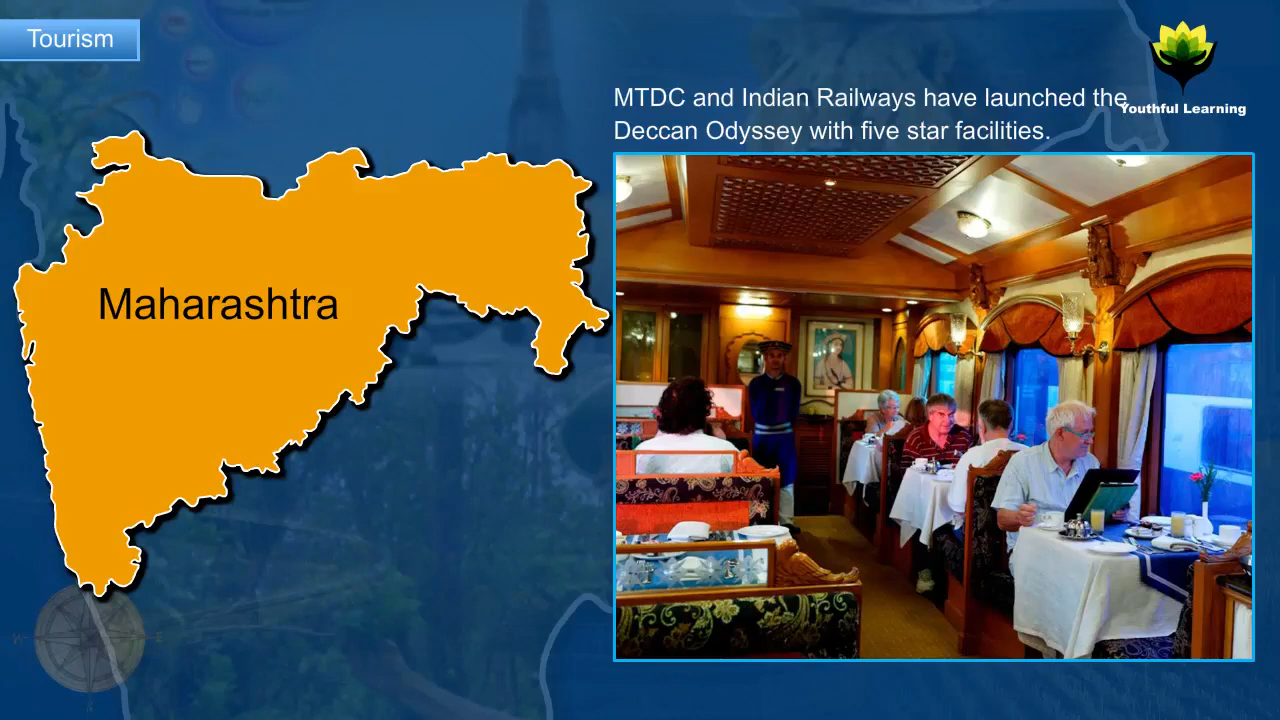 Tourism
MTDC and Indian Railways have launched the
Deccan Odyssey with five star facilities.
Youthful Learning
Maharashtra